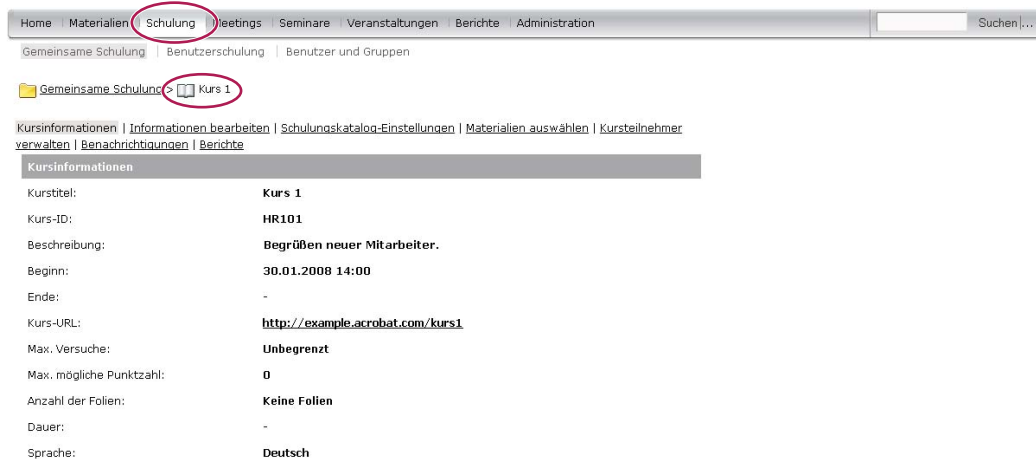 Home | Materialien | Schulung | Meetings | Seminare | Veranstaltungen | Berichte | Administration Suchen|...
Gemeinsame Schulung | Benutzerschulung | Benutzer und Gruppen
Gemeinsame Schulung > Kurs 1
Kursinformationen | Informationen bearbeiten | Schulungskatalog-Einstellungen | Materialien auswählen | Kursteilnehmer
verwalten | Benachrichtigungen | Berichte
Kursinformationen
Kurstitel: Kurs 1
Kurs-ID: HR101
Beschreibung: Begrüßen neuer Mitarbeiter.
Beginn: 30.01.2008 14:00
Ende: -
Kurs-URL: http://example.acrobat.com/kurs1
Max. Versuche: Unbegrenzt
Max. mögliche Punktzahl: 0
Anzahl der Folien: Keine Folien
Dauer: -
Sprache: Deutsch